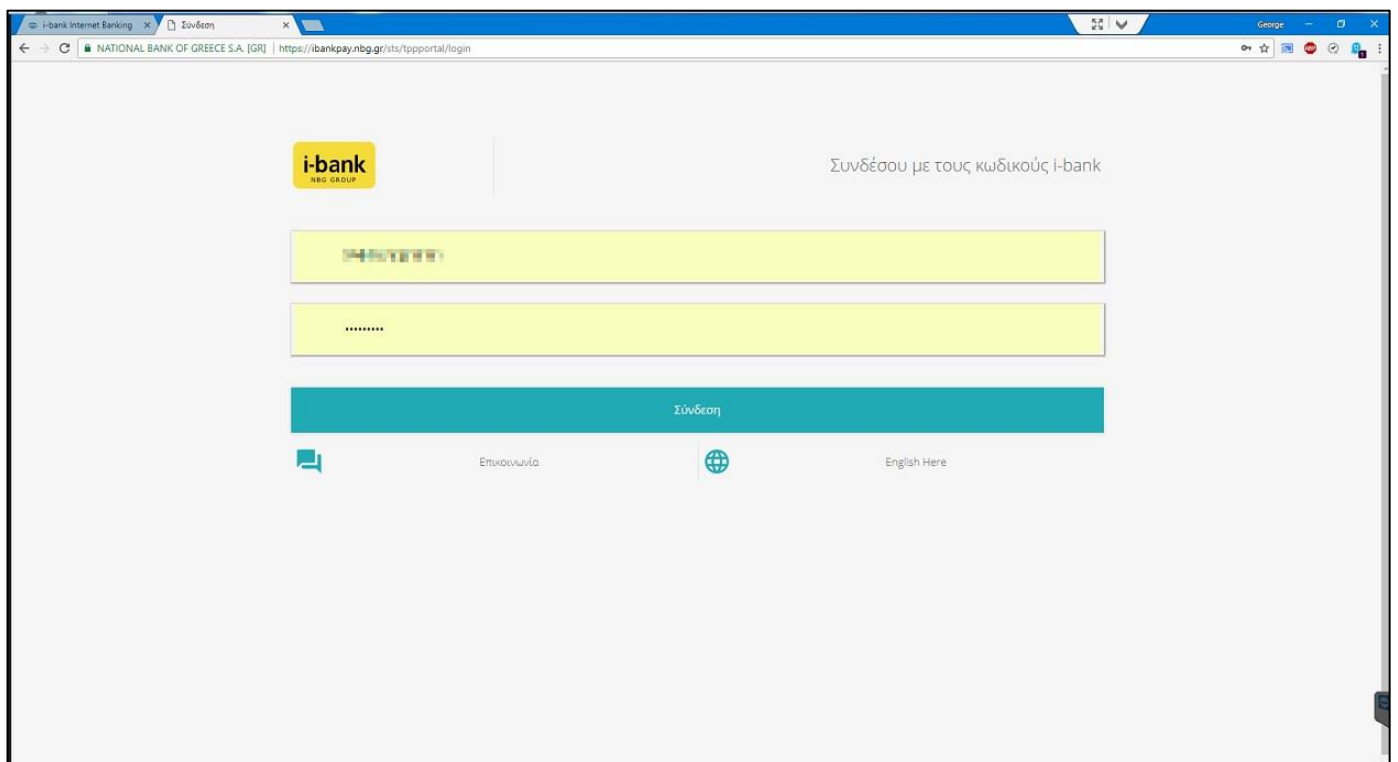 i-bank Internet Banking
Σύνδεση
George
NATIONAL BANK OF GREECE S.A. [GR] | https://ibankpay.nbg.gr/sts/tppportal/login
i-bank
NBG GROUP
Συνδέσου με τους κωδικούς i-bank
•••••••••
Σύνδεση
Επικοινωνία
English Here